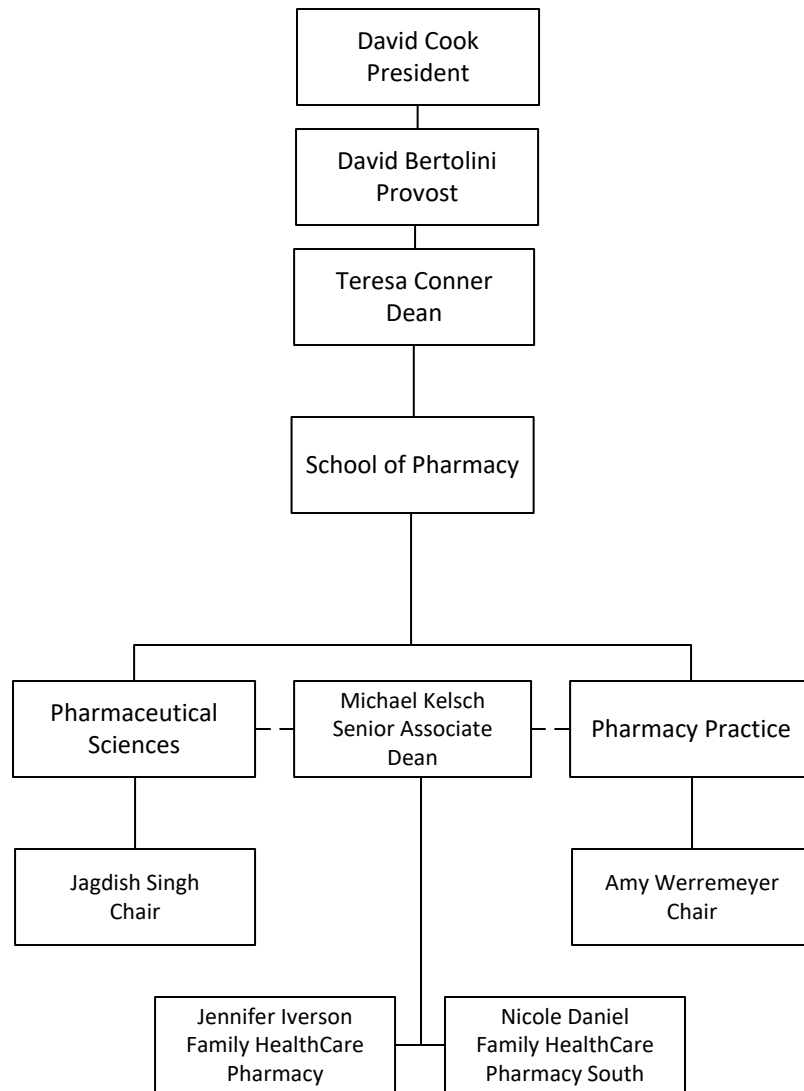 David Cook
President
David Bertolini
Provost
Teresa Conner
Dean
School of Pharmacy
Pharmaceutical
Sciences
Michael Kelsch
Senior Associate
Dean
Pharmacy Practice
Jagdish Singh
Chair
Amy Werremeyer
Chair
Jennifer Iverson
Family HealthCare
Pharmacy
Nicole Daniel
Family HealthCare
Pharmacy South